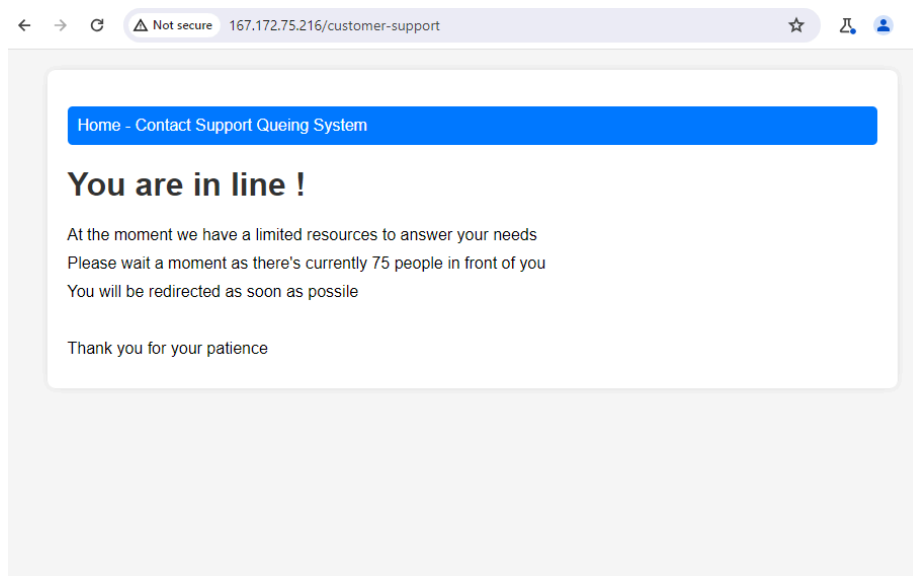 Not secure 167.172.75.216/customer-support
Home - Contact Support Queing System
You are in line !
At the moment we have a limited resources to answer your needs
Please wait a moment as there's currently 75 people in front of you
You will be redirected as soon as possile
Thank you for your patience